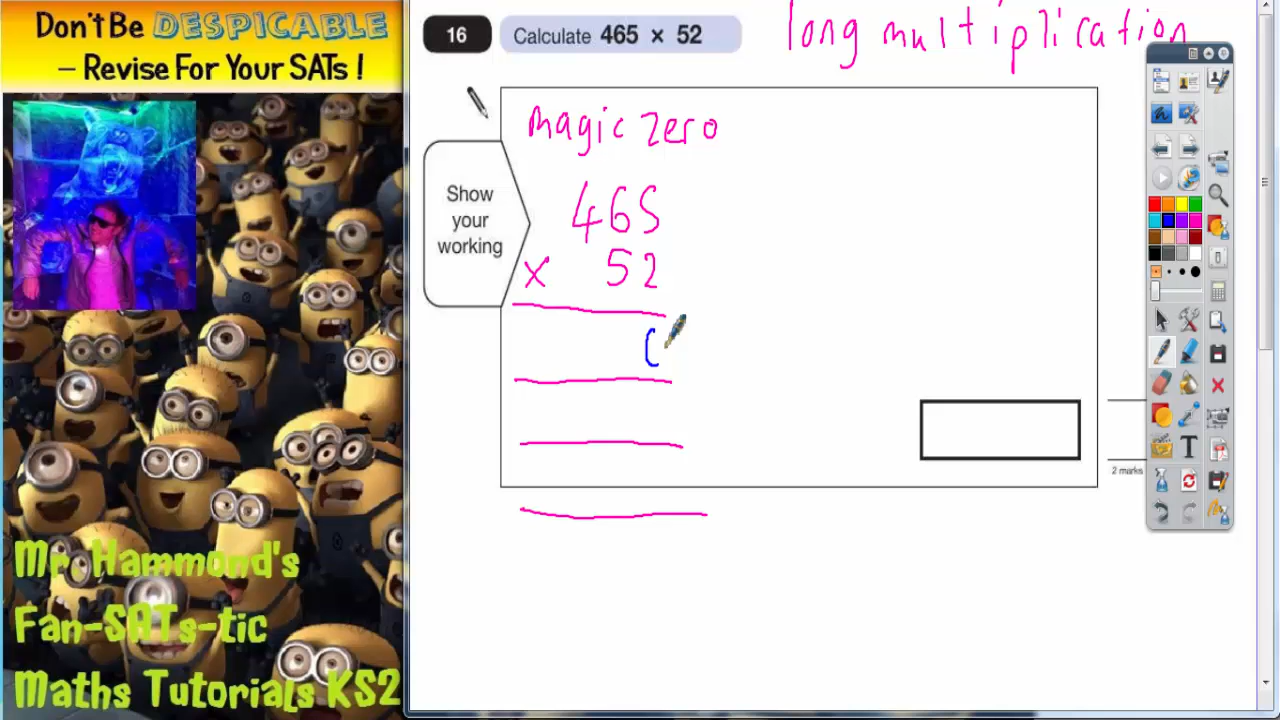 Don't Be DESPICABLE
– Revise For Your SATs !
16
Calculate 465 × 52
long multiplication
magic zero
Show
your
working
465
x 52
0
2 marks
Mr Hammond's
Fan-SATs-tic
Maths Tutorials KS2